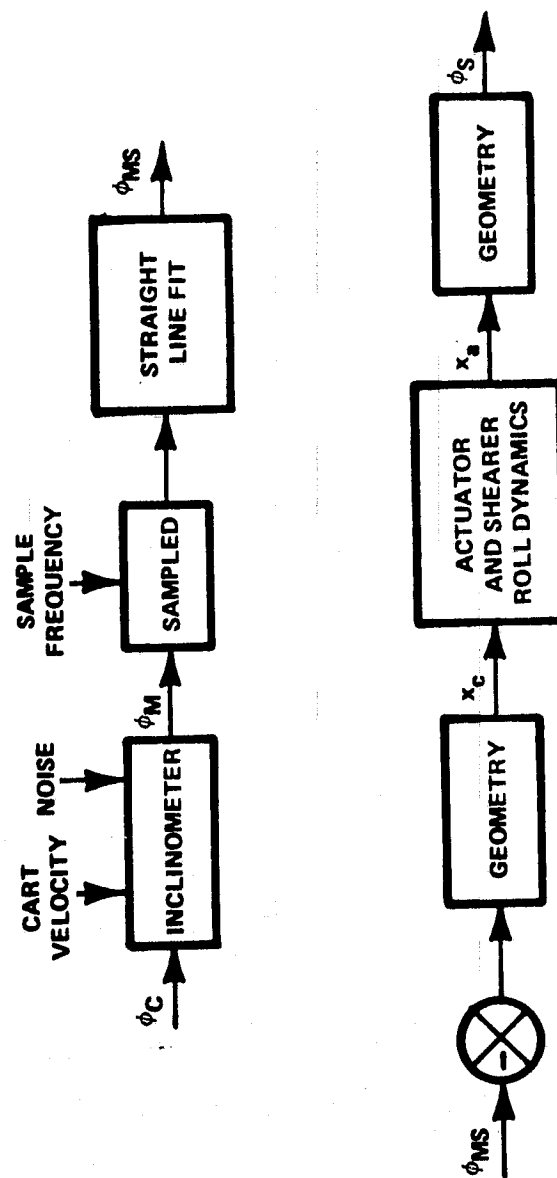 CART
VELOCITY
NOISE
SAMPLE
FREQUENCY
ϕC
INCLINOMETER
ϕM
SAMPLED
STRAIGHT
LINE FIT
ϕMS
ϕMS
-
GEOMETRY
xc
ACTUATOR
AND SHEARER
ROLL DYNAMICS
xa
GEOMETRY
ϕS